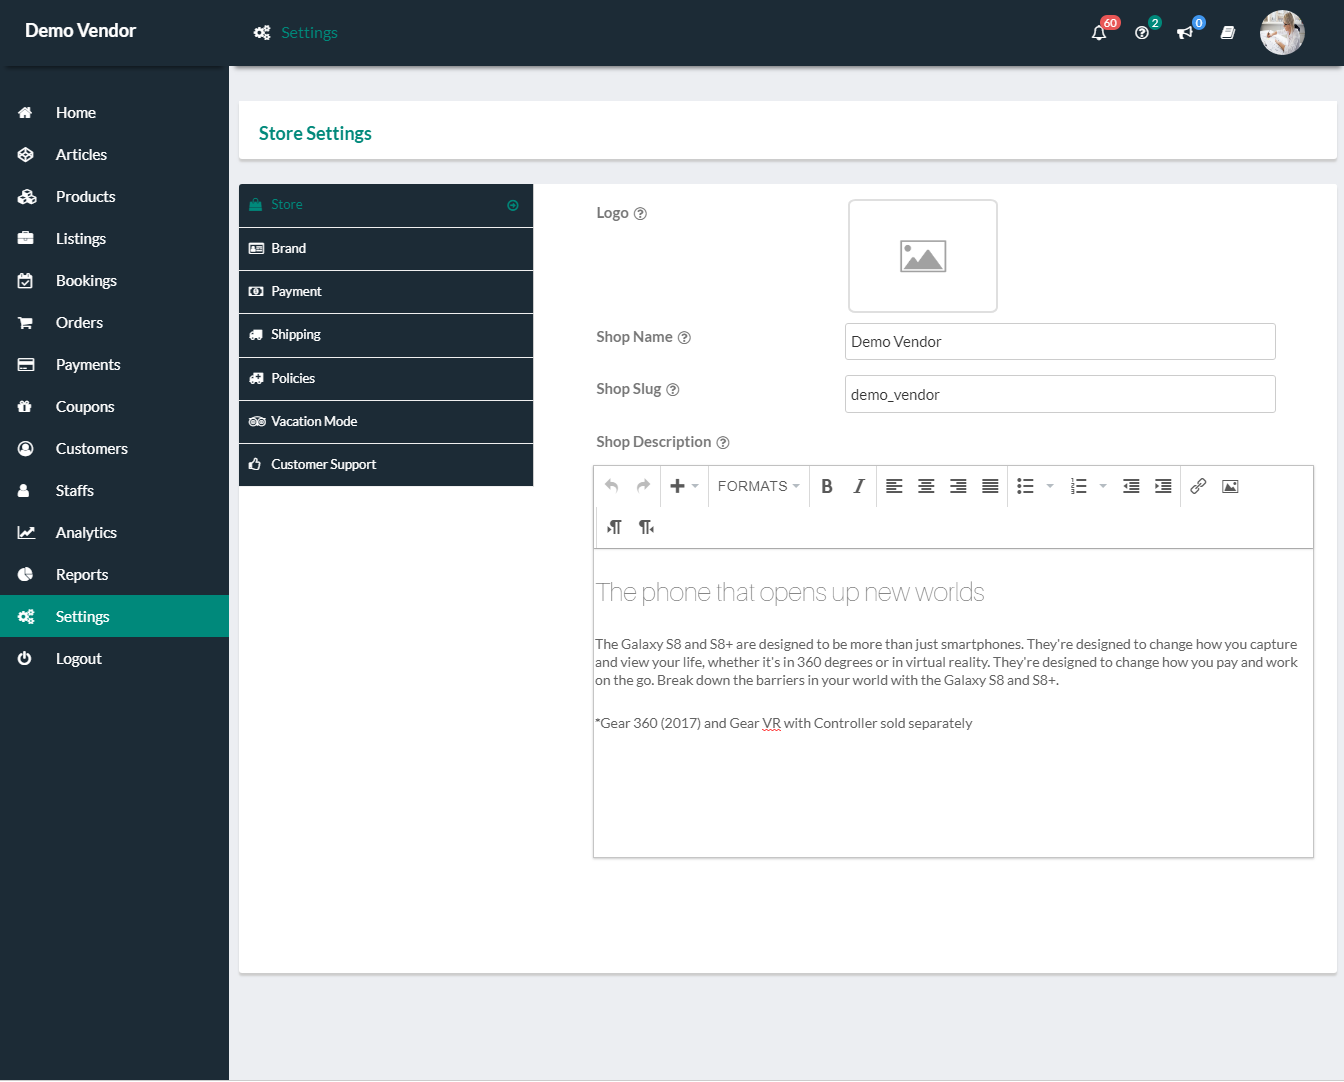 Demo Vendor
Settings
60
2
0
Home
Articles
Products
Listings
Bookings
Orders
Payments
Coupons
Customers
Staffs
Analytics
Reports
Settings
Logout
Store Settings
Store
Brand
Payment
Shipping
Policies
Vacation Mode
Customer Support
Logo
Shop Name
Demo Vendor
Shop Slug
demo_vendor
Shop Description
FORMATS
The phone that opens up new worlds
The Galaxy S8 and S8+ are designed to be more than just smartphones. They're designed to change how you capture
and view your life, whether it's in 360 degrees or in virtual reality. They're designed to change how you pay and work
on the go. Break down the barriers in your world with the Galaxy S8 and S8+.
*Gear 360 (2017) and Gear VR with Controller sold separately